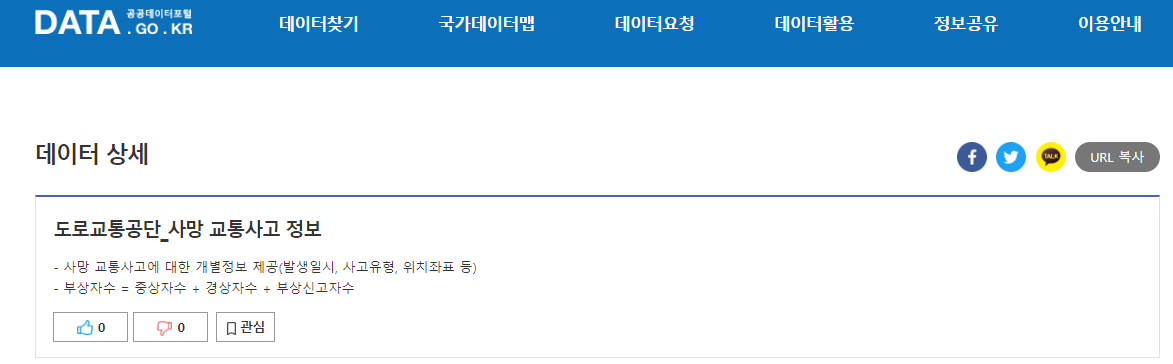 DATA 공공데이터포털
.GO.KR
데이터찾기 국가데이터맵 데이터요청 데이터활용 정보공유 이용안내
데이터 상세
f TALK URL 복사
도로교통공단_사망 교통사고 정보
- 사망 교통사고에 대한 개별정보 제공(발생일시, 사고유형, 위치좌표 등)
- 부상자수 = 중상자수 + 경상자수 + 부상신고자수
0 0 관심